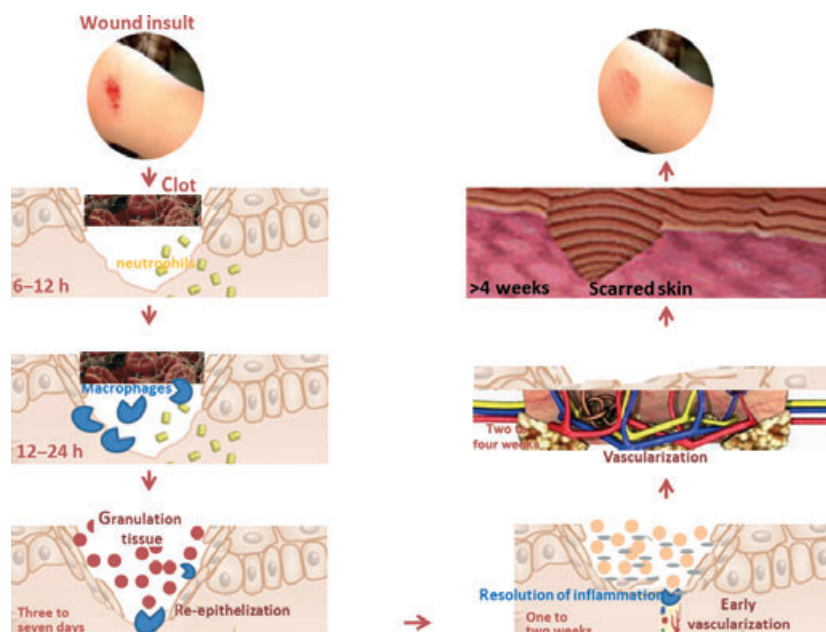 Wound insult
Clot
neutrophils
6–12 h
Macrophages
12–24 h
Granulation
tissue
Re-epithelization
Three to
seven days
Resolution of inflammation
One to
two weeks
Early
vascularization
Two t
four weeks
Vascularization
>4 weeks
Scarred skin